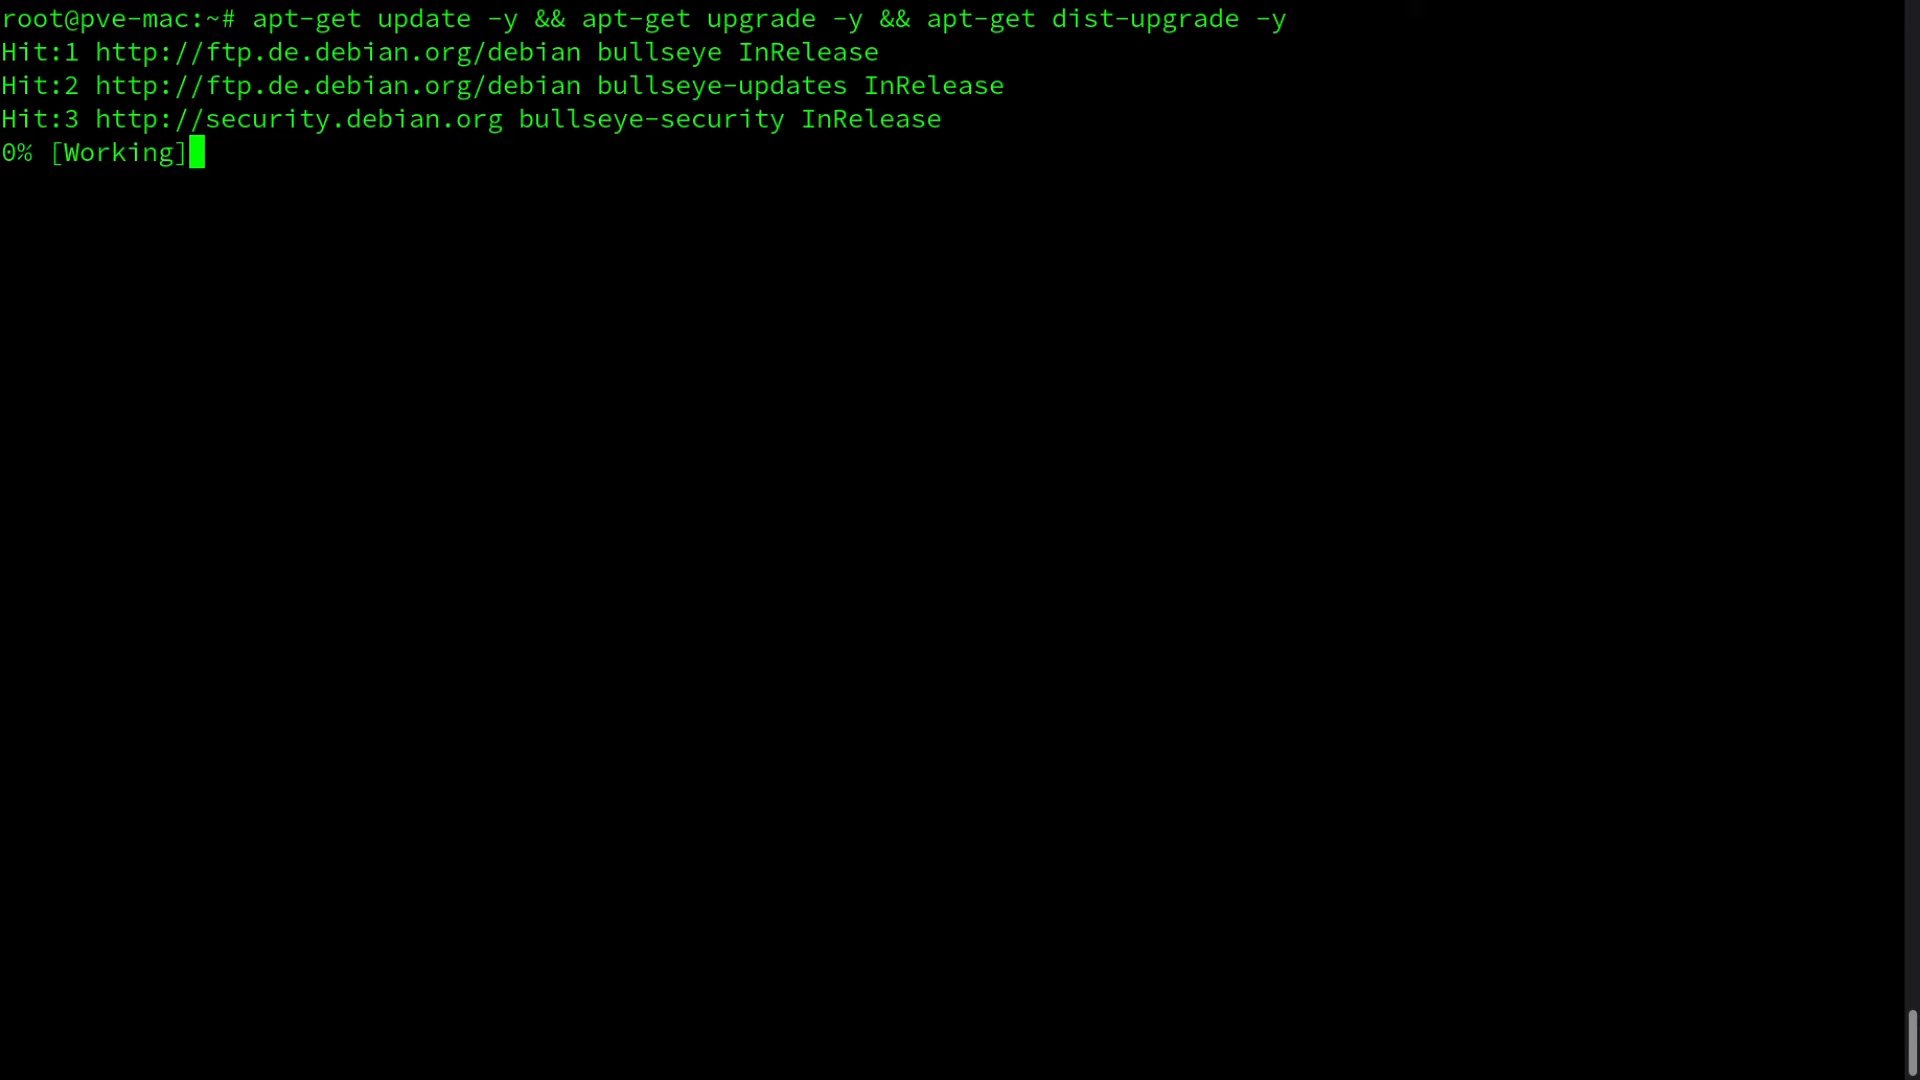 root@pve-mac:~# apt-get update -y && apt-get upgrade -y && apt-get dist-upgrade -y
Hit:1 http://ftp.de.debian.org/debian bullseye InRelease
Hit:2 http://ftp.de.debian.org/debian bullseye-updates InRelease
Hit:3 http://security.debian.org bullseye-security InRelease
0% [Working]